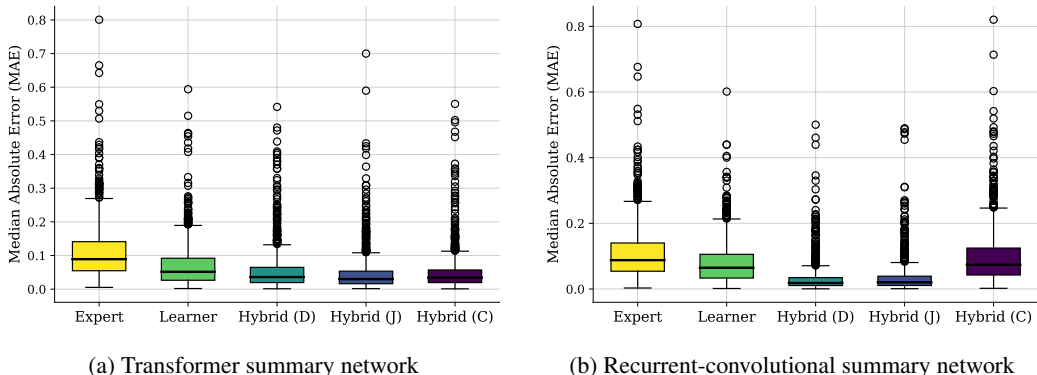 Median Absolute Error (MAE)
0.8
0.7
0.6
0.5
0.4
0.3
0.2
0.1
0.0
Expert Learner Hybrid (D) Hybrid (J) Hybrid (C)
(a) Transformer summary network
Median Absolute Error (MAE)
0.8
0.6
0.4
0.2
0.0
Expert Learner Hybrid (D) Hybrid (J) Hybrid (C)
(b) Recurrent-convolutional summary network